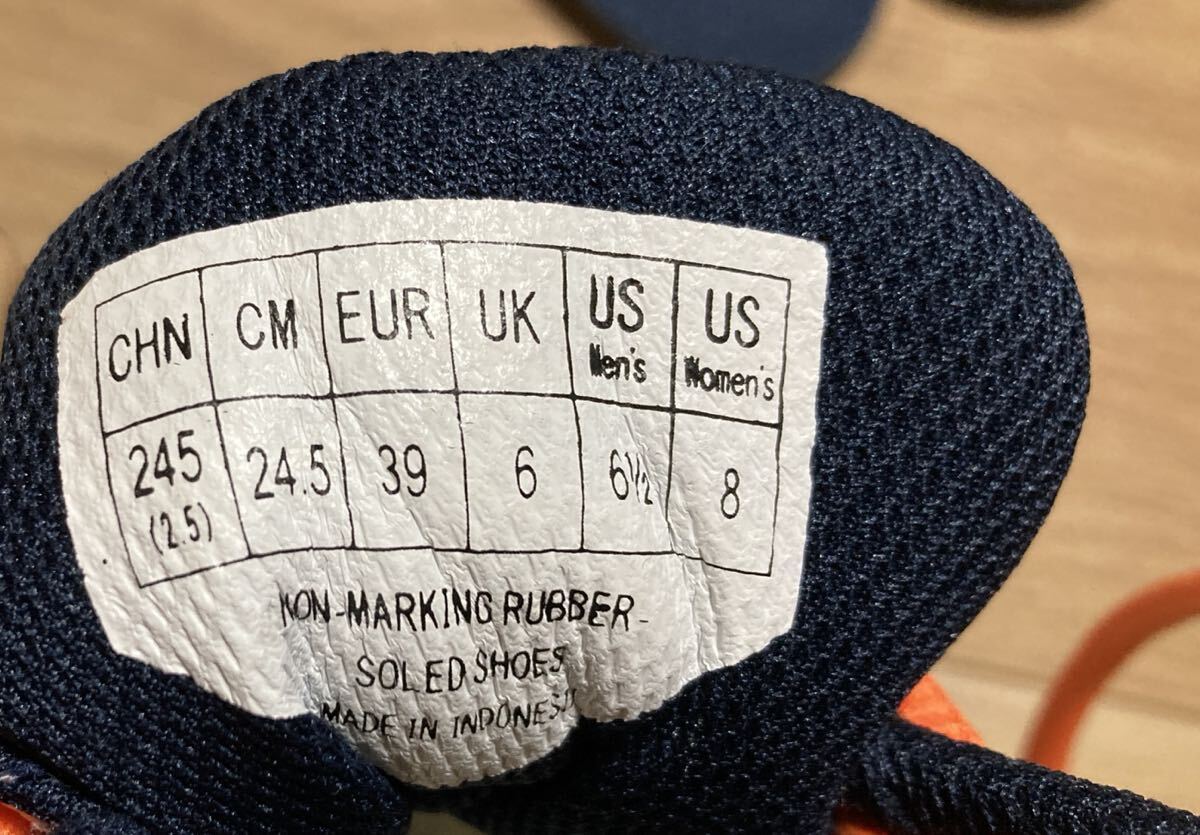 CHN CM EUR UK US Men's US Women's
245 (2.5) 24.5 39 6 6½ 8
NON-MARKING RUBBER-
SOLED SHOES
MADE IN